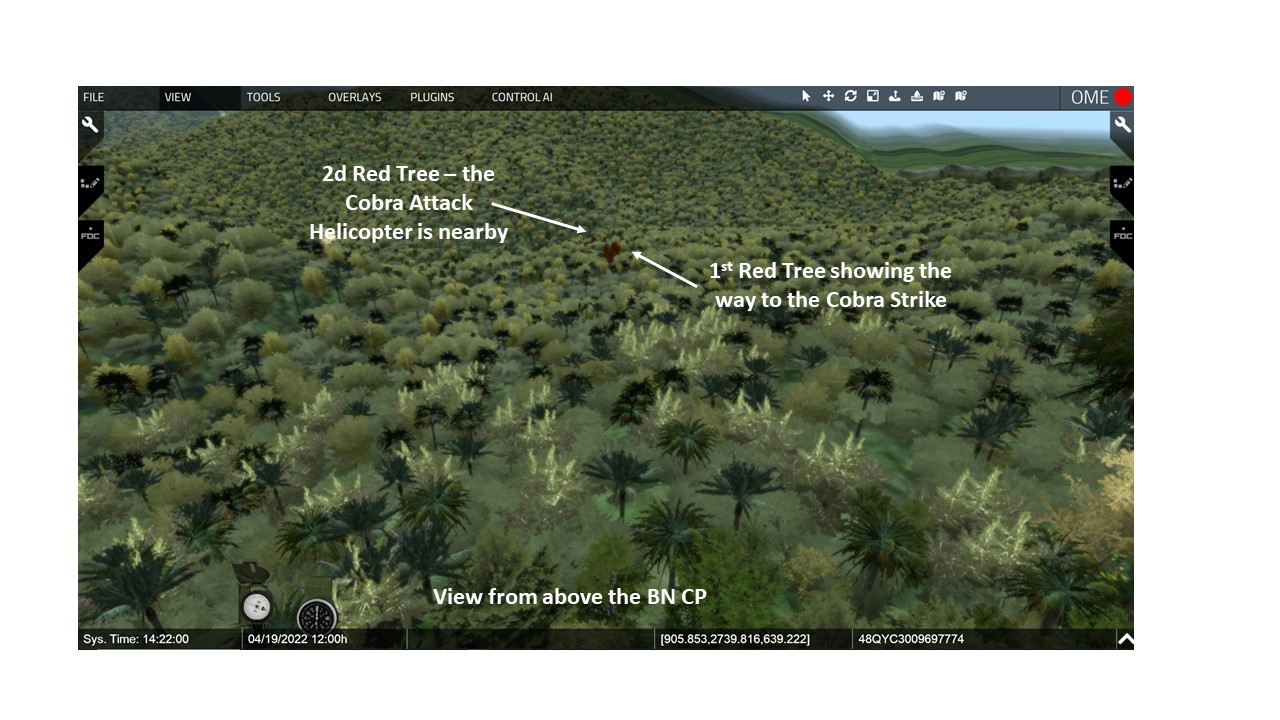 FILE VIEW TOOLS OVERLAYS PLUGINS CONTROL AI OME
FDC FDC
2d Red Tree – the
Cobra Attack
Helicopter is nearby
1st Red Tree showing the
way to the Cobra Strike
View from above the BN CP
Sys. Time: 14:22:00 04/19/2022 12:00h [905.853,2739.816,639.222] 48QYC3009697774